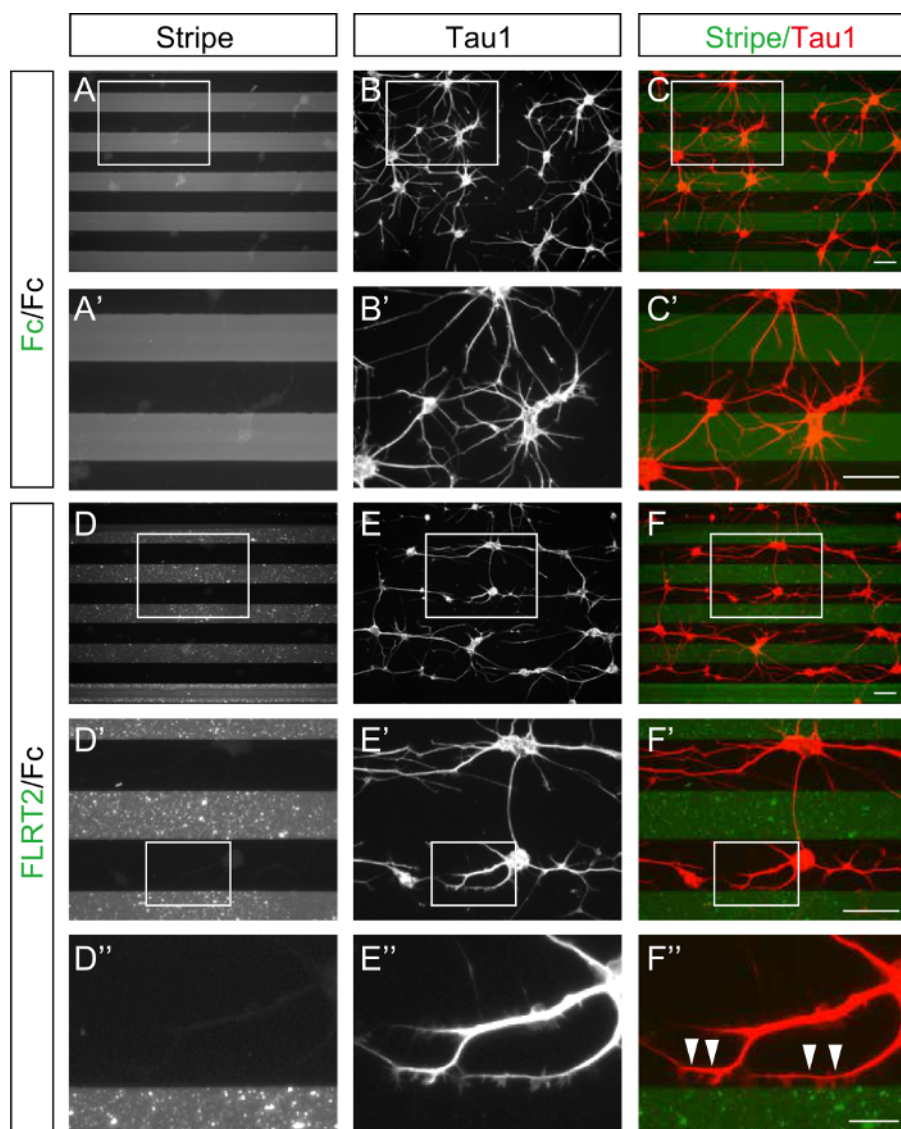 Stripe
Tau1
Stripe/Tau1
Fc/Fc
A
B
C
A’
B’
C’
FLRT2/Fc
D
E
F
D’
E’
F’
D’’
E’’
F’’